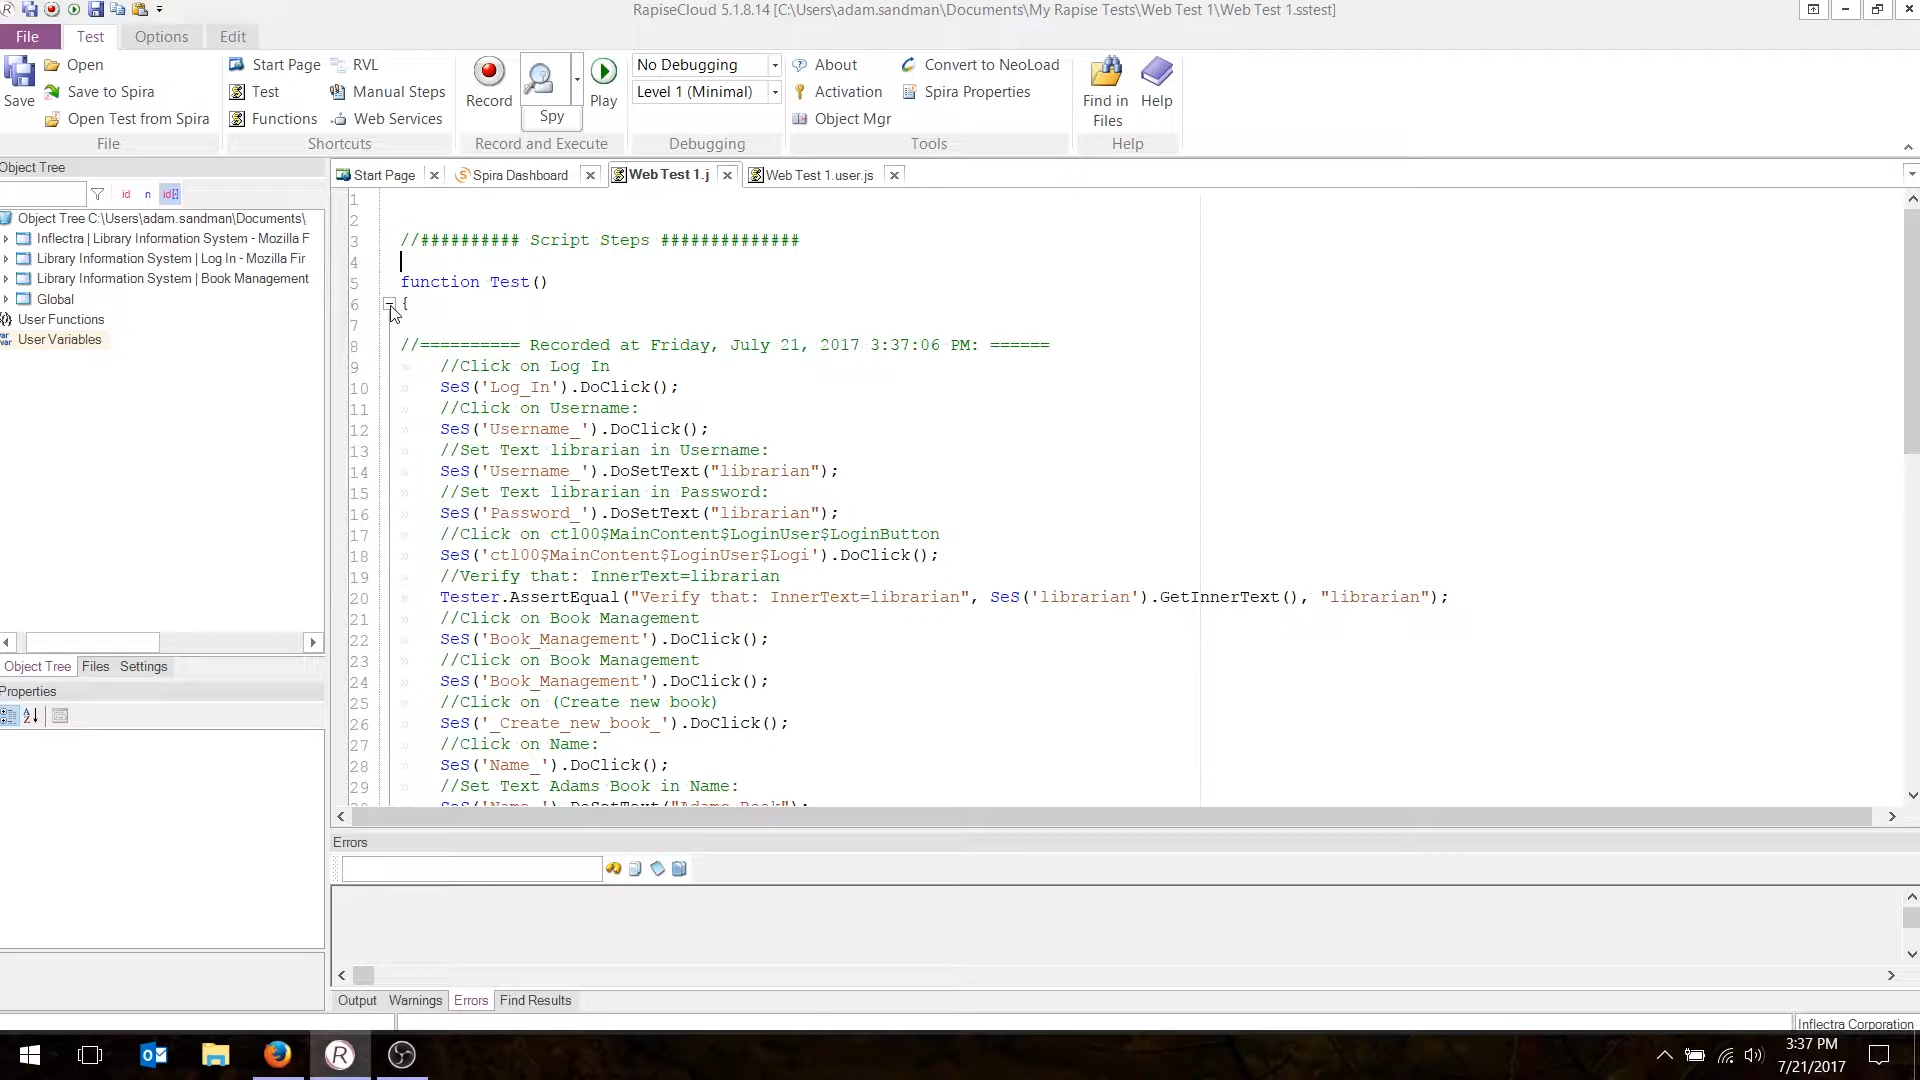 RapiseCloud 5.1.8.14 [C:\Users\adam.sandman\Documents\My Rapise Tests\Web Test 1\Web Test 1.sstest]
File Test Options Edit
Save
Open
Save to Spira
Open Test from Spira
File
Start Page RVL
Test Manual Steps
Functions Web Services
Shortcuts
Record Spy Play
Record and Execute
No Debugging
Level 1 (Minimal)
Debugging
About Convert to NeoLoad
Activation Spira Properties
Object Mgr
Tools
Find in Files
Help
Help
Object Tree
id n id[i]
Object Tree C:\Users\adam.sandman\Documents\
Inflectra | Library Information System - Mozilla F
Library Information System | Log In - Mozilla Fir
Library Information System | Book Management
Global
User Functions
User Variables
Object Tree Files Settings
Properties
Start Page Spira Dashboard Web Test 1.j Web Test 1.user.js
1
2
3 //########## Script Steps ##############
4
5 function Test()
6 {
7
8 //========== Recorded at Friday, July 21, 2017 3:37:06 PM: ======
9 //Click on Log In
10 SeS('Log_In').DoClick();
11 //Click on Username:
12 SeS('Username_').DoClick();
13 //Set Text librarian in Username:
14 SeS('Username_').DoSetText("librarian");
15 //Set Text librarian in Password:
16 SeS('Password_').DoSetText("librarian");
17 //Click on ctl00$MainContent$LoginUser$LoginButton
18 SeS('ctl00$MainContent$LoginUser$Logi').DoClick();
19 //Verify that: InnerText=librarian
20 Tester.AssertEqual("Verify that: InnerText=librarian", SeS('librarian').GetInnerText(), "librarian");
21 //Click on Book Management
22 SeS('Book_Management').DoClick();
23 //Click on Book Management
24 SeS('Book_Management').DoClick();
25 //Click on (Create new book)
26 SeS('_Create_new_book_').DoClick();
27 //Click on Name:
28 SeS('Name_').DoClick();
29 //Set Text Adams Book in Name:
SeS('Name_').DoSetText("Adams Book");
Errors
Output Warnings Errors Find Results
Inflectra Corporation
3:37 PM
7/21/2017